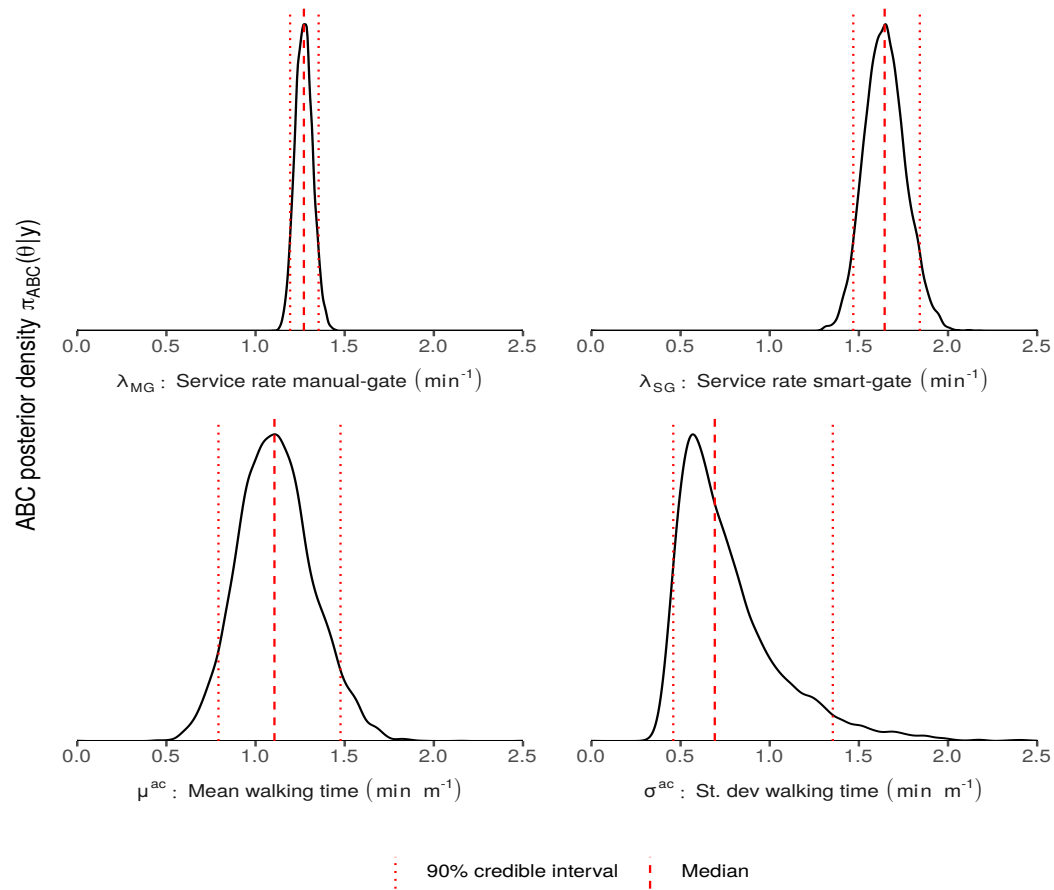 ABC posterior density π_ABC(θ|y)
0.0 0.5 1.0 1.5 2.0 2.5
λ_MG : Service rate manual-gate (min⁻¹)
0.0 0.5 1.0 1.5 2.0 2.5
λ_SG : Service rate smart-gate (min⁻¹)
0.0 0.5 1.0 1.5 2.0 2.5
μ^ac : Mean walking time (min m⁻¹)
0.0 0.5 1.0 1.5 2.0 2.5
σ^ac : St. dev walking time (min m⁻¹)
90% credible interval
Median